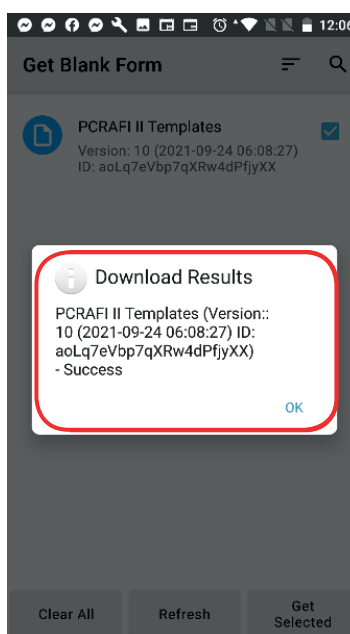 12:06
Get Blank Form
PCRAFI II Templates
Version: 10 (2021-09-24 06:08:27)
ID: aoLq7eVbp7qXRw4dPfjyXX
Download Results
PCRAFI II Templates (Version::
10 (2021-09-24 06:08:27) ID:
aoLq7eVbp7qXRw4dPfjyXX)
- Success
OK
Clear All
Refresh
Get
Selected